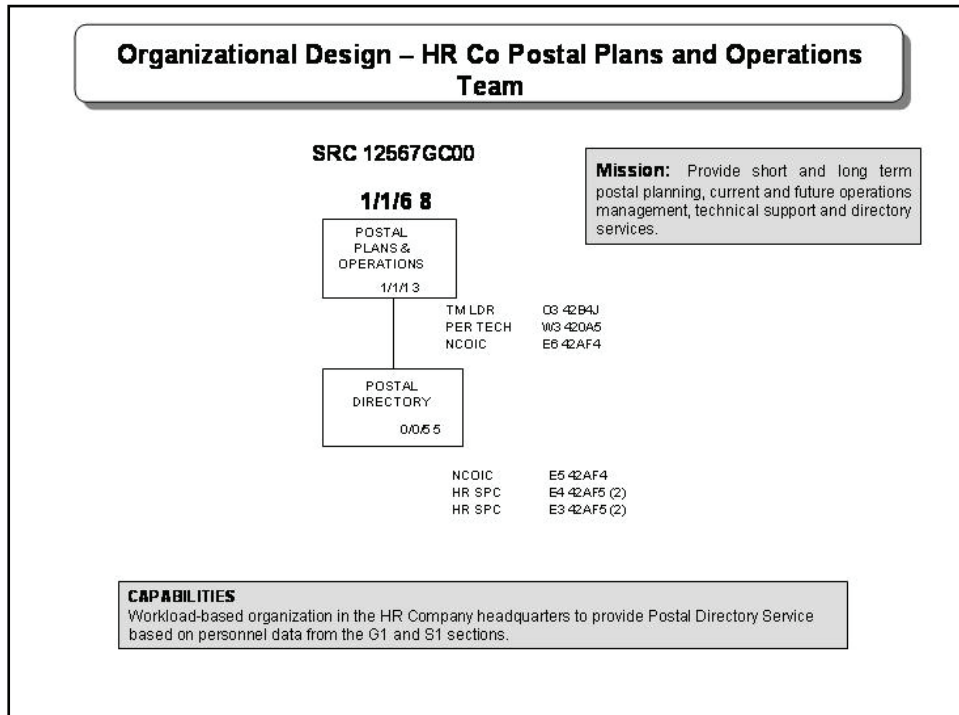 Organizational Design – HR Co Postal Plans and Operations
Team
SRC 12567GC00
1/1/6 8
Mission: Provide short and long term
postal planning, current and future operations
management, technical support and directory
services.
POSTAL
PLANS &
OPERATIONS
1/1/1 3
TM LDR O3 42B4J
PER TECH W3 420A5
NCOIC E6 42AF4
POSTAL
DIRECTORY
0/0/5 5
NCOIC E5 42AF4
HR SPC E4 42AF5 (2)
HR SPC E3 42AF5 (2)
CAPABILITIES
Workload-based organization in the HR Company headquarters to provide Postal Directory Service
based on personnel data from the G1 and S1 sections.